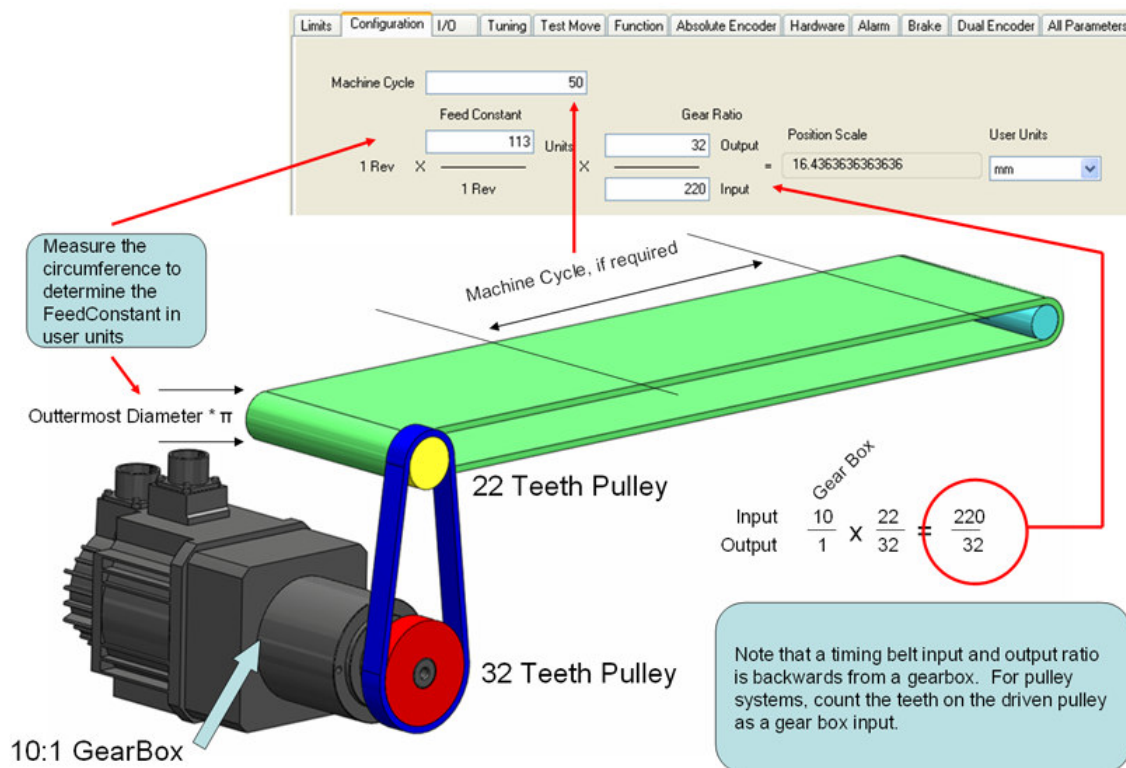 Limits Configuration I/O Tuning Test Move Function Absolute Encoder Hardware Alarm Brake Dual Encoder All Parameters
Machine Cycle 50
Feed Constant Gear Ratio
113 Units 32 Output Position Scale User Units
1 Rev X X = 16.4363636363636 mm
1 Rev 220 Input
Measure the
circumference to
determine the
FeedConstant in
user units
Machine Cycle, if required
Outtermost Diameter * π
22 Teeth Pulley
Gear Box
Input 10 x 22 = 220
Output 1 32 32
32 Teeth Pulley
Note that a timing belt input and output ratio
is backwards from a gearbox. For pulley
systems, count the teeth on the driven pulley
as a gear box input.
10:1 GearBox